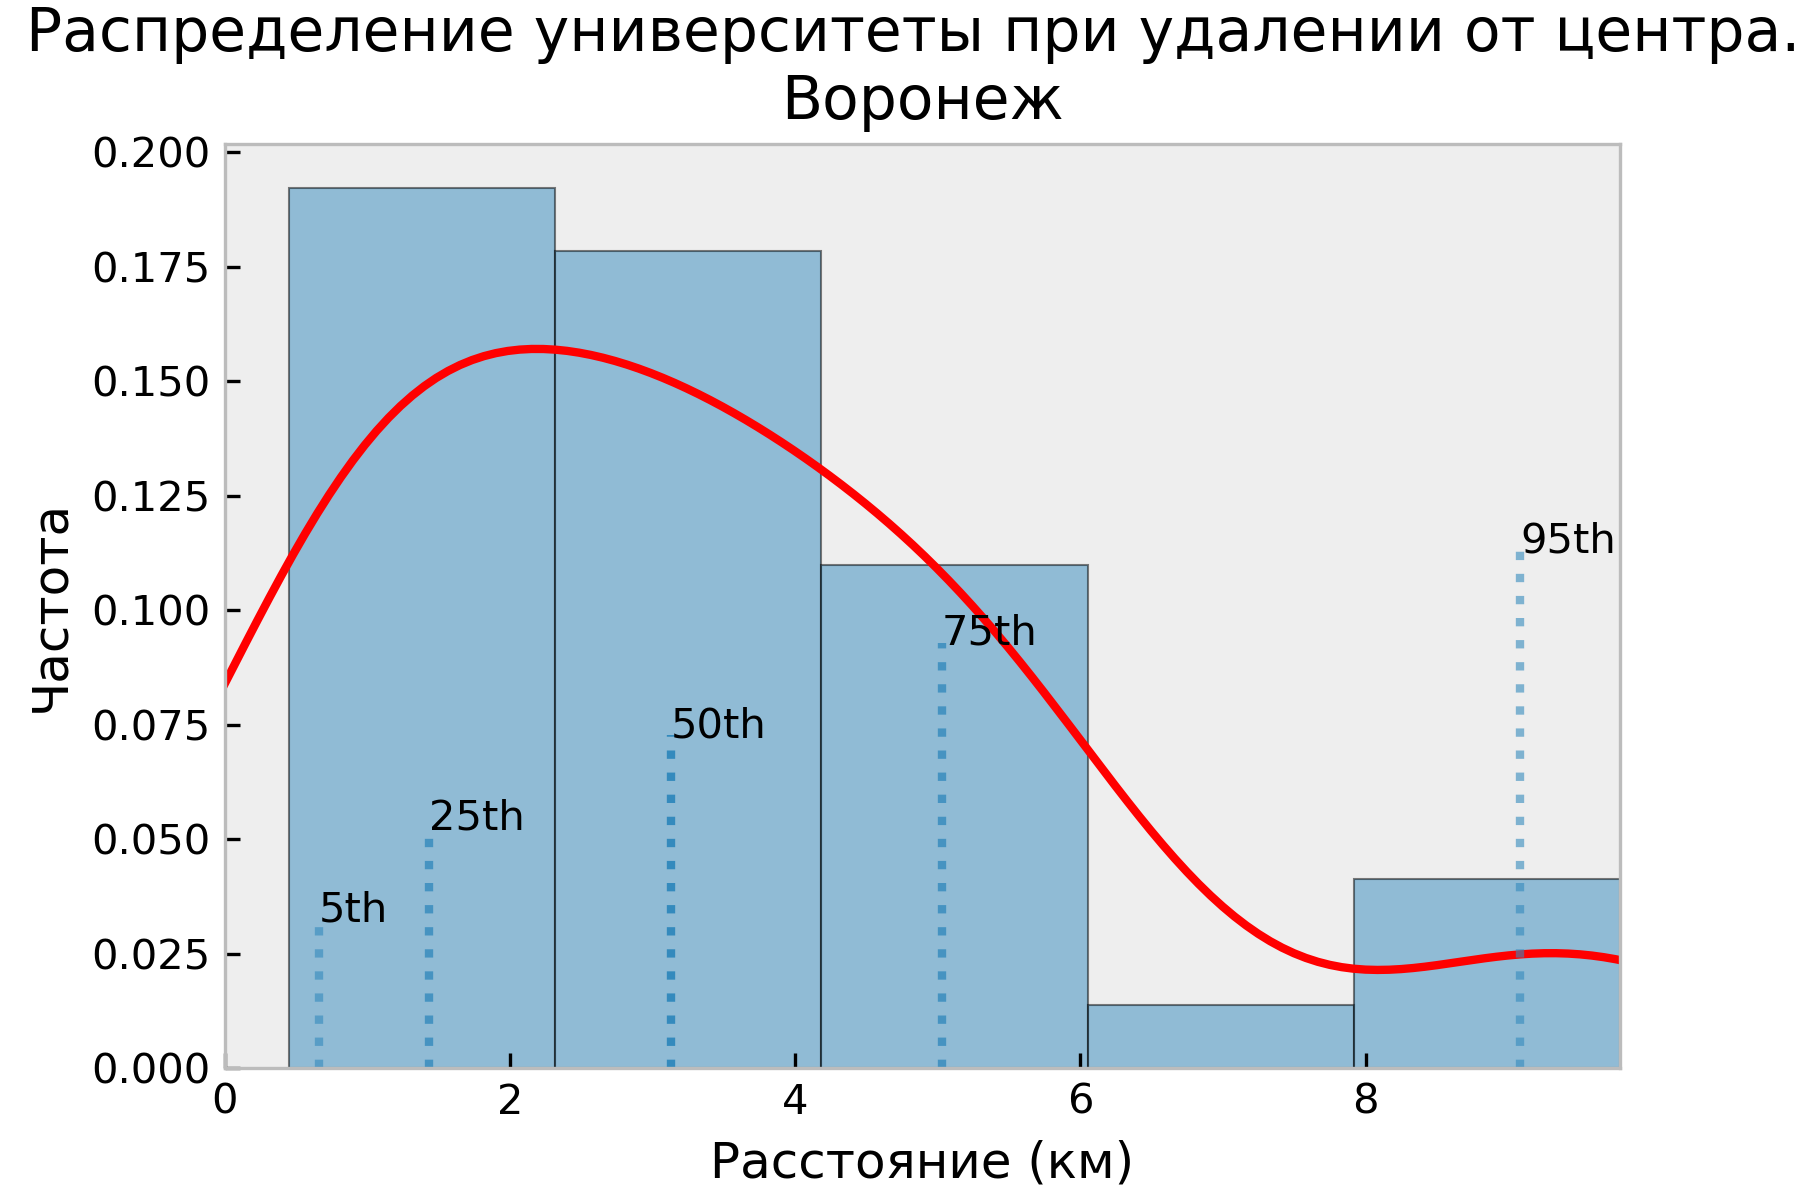 Распределение университеты при удалении от центра.
Воронеж
0.200
0.175
0.150
0.125
0.100
0.075
0.050
0.025
0.000
Частота
5th
25th
50th
75th
95th
0 2 4 6 8
Расстояние (км)